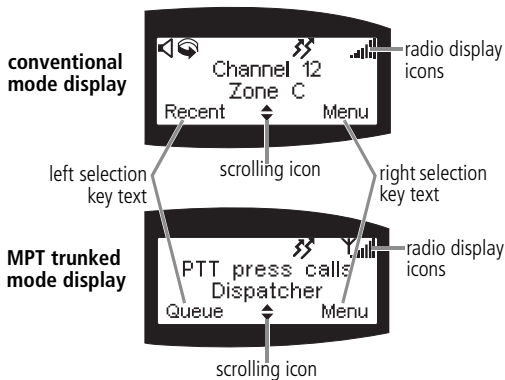 conventional
mode display
Channel 12
Zone C
Recent
Menu
radio display
icons
left selection
key text
scrolling icon
right selection
key text
MPT trunked
mode display
PTT press calls
Dispatcher
Queue
Menu
radio display
icons
scrolling icon